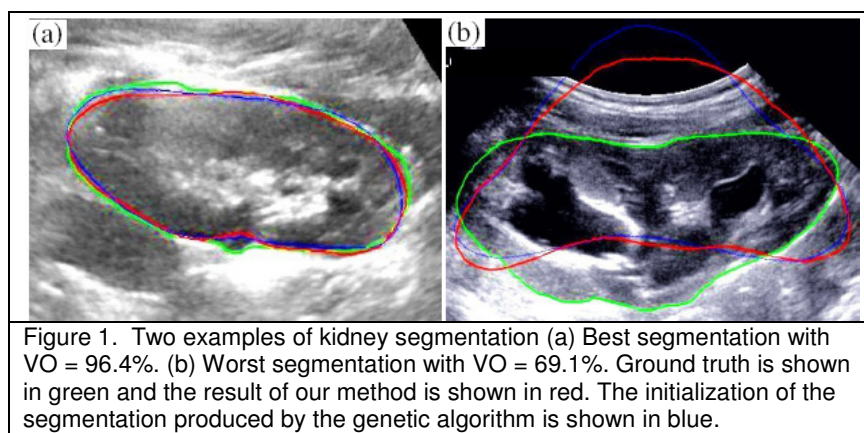 (a)
(b)
Figure 1.  Two examples of kidney segmentation (a) Best segmentation with
VO = 96.4%. (b) Worst segmentation with VO = 69.1%. Ground truth is shown
in green and the result of our method is shown in red. The initialization of the
segmentation produced by the genetic algorithm is shown in blue.